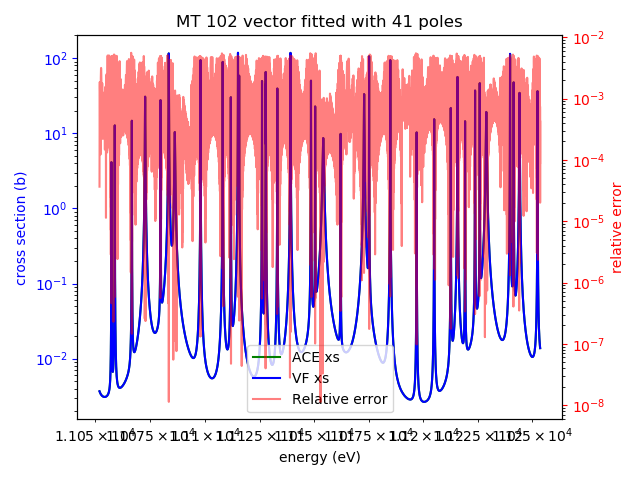 MT 102 vector fitted with 41 poles
10² 10¹ 10⁰ 10⁻¹ 10⁻²
cross section (b)
10⁻² 10⁻³ 10⁻⁴ 10⁻⁵ 10⁻⁶ 10⁻⁷ 10⁻⁸
relative error
ACE xs
VF xs
Relative error
energy (eV)